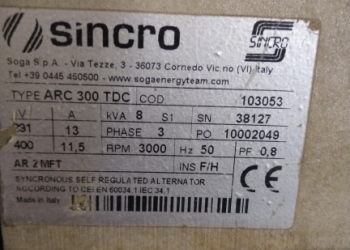 sincro
SINCRO
Soga S.p.A. - Via Tezze, 3 - 36073 Cornedo Vic.no (VI) Italy
Tel +39 0445 450500 - www.sogaenergyteam.com
TYPE ARC 300 TDC COD 103053
V A kVA 8 S1 SN 38127
231 13 PHASE 3 PO 10002049
400 11,5 RPM 3000 Hz 50 PF 0,8
AR 2 MFT INS F/H
SYNCRONOUS SELF REGULATED ALTERNATOR
ACCORDING TO CEI EN 60034.1 IEC 34.1
Made in Italy
CE